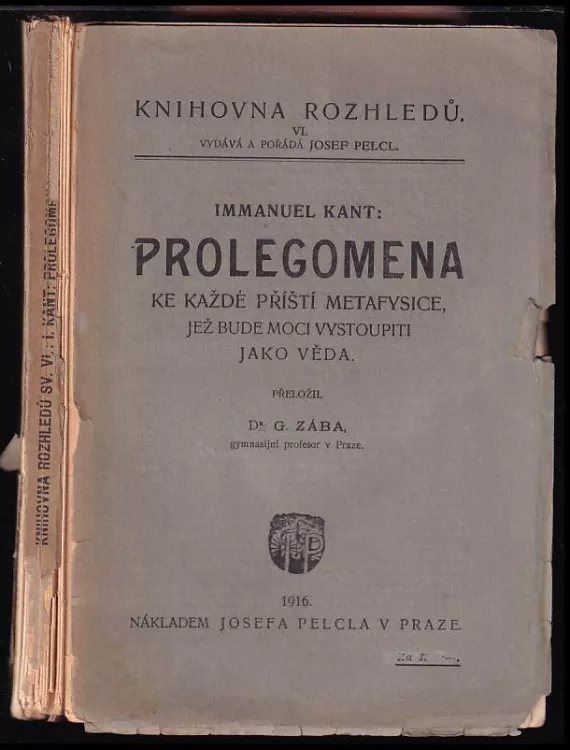 KNIHOVNA ROZHLEDŮ.
VI.
VYDÁVÁ A POŘÁDÁ JOSEF PELCL.
IMMANUEL KANT:
PROLEGOMENA
KE KAŽDÉ PŘÍŠTÍ METAFYSICE,
JEŽ BUDE MOCI VYSTOUPITI
JAKO VĚDA.
PŘELOŽIL
DR. G. ZÁBA,
gymnasijní profesor v Praze.
1916.
NÁKLADEM JOSEFA PELCLA V PRAZE.
KNIHOVNA ROZHLEDŮ SV. VI.: I. KANT: PROLEGOME